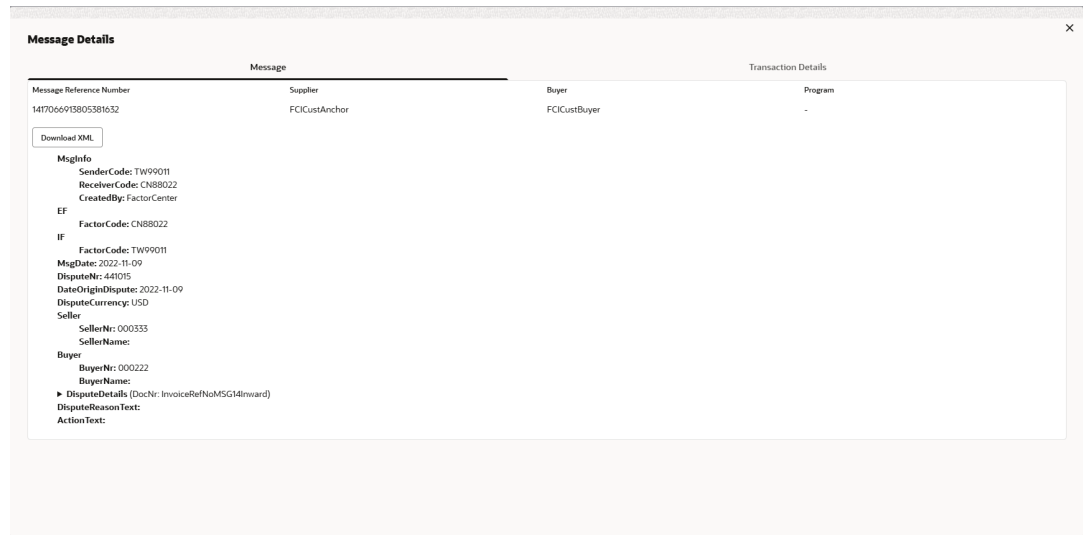 Message Details
Message Transaction Details
Message Reference Number Supplier Buyer Program
1417066913805381632 FCICustAnchor FCICustBuyer -
Download XML
MsgInfo
SenderCode: TW99011
ReceiverCode: CN88022
CreatedBy: FactorCenter
EF
FactorCode: CN88022
IF
FactorCode: TW99011
MsgDate: 2022-11-09
DisputeNr: 441015
DateOriginDispute: 2022-11-09
DisputeCurrency: USD
Seller
SellerNr: 000333
SellerName:
Buyer
BuyerNr: 000222
BuyerName:
DisputeDetails (DocNr: InvoiceRefNoMSG14Inward)
DisputeReasonText:
ActionText: